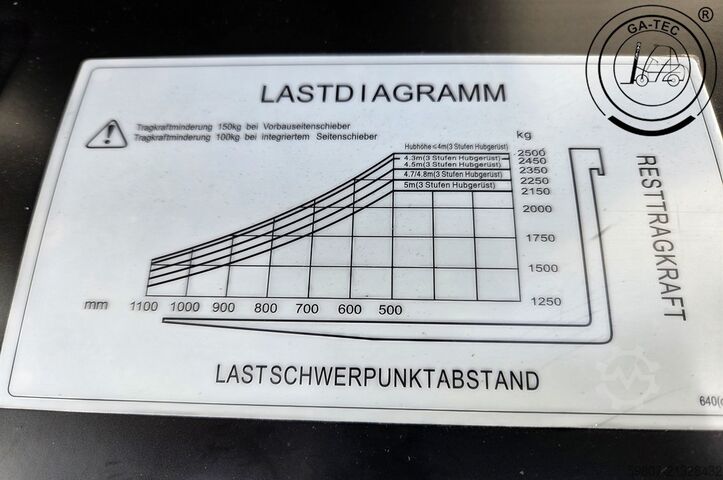 GA-TEC
LASTDIAGRAMM
Tragkraftminderung 150kg bei Vorbauseitenschieber
Tragkraftminderung 100kg bei integriertem Seitenschieber
kg
Hubhöhe ≤4m(3 Stufen Hubgerüst) 2500
4.3m(3 Stufen Hubgerüst) 2450
4.5m(3 Stufen Hubgerüst) 2350
4.7/4.8m(3 Stufen Hubgerüst) 2250
5m(3 Stufen Hubgerüst) 2150
2000
1750
1500
1250
mm 1100 1000 900 800 700 600 500
RESTTRAGKRAFT
LASTSCHWERPUNKTABSTAND